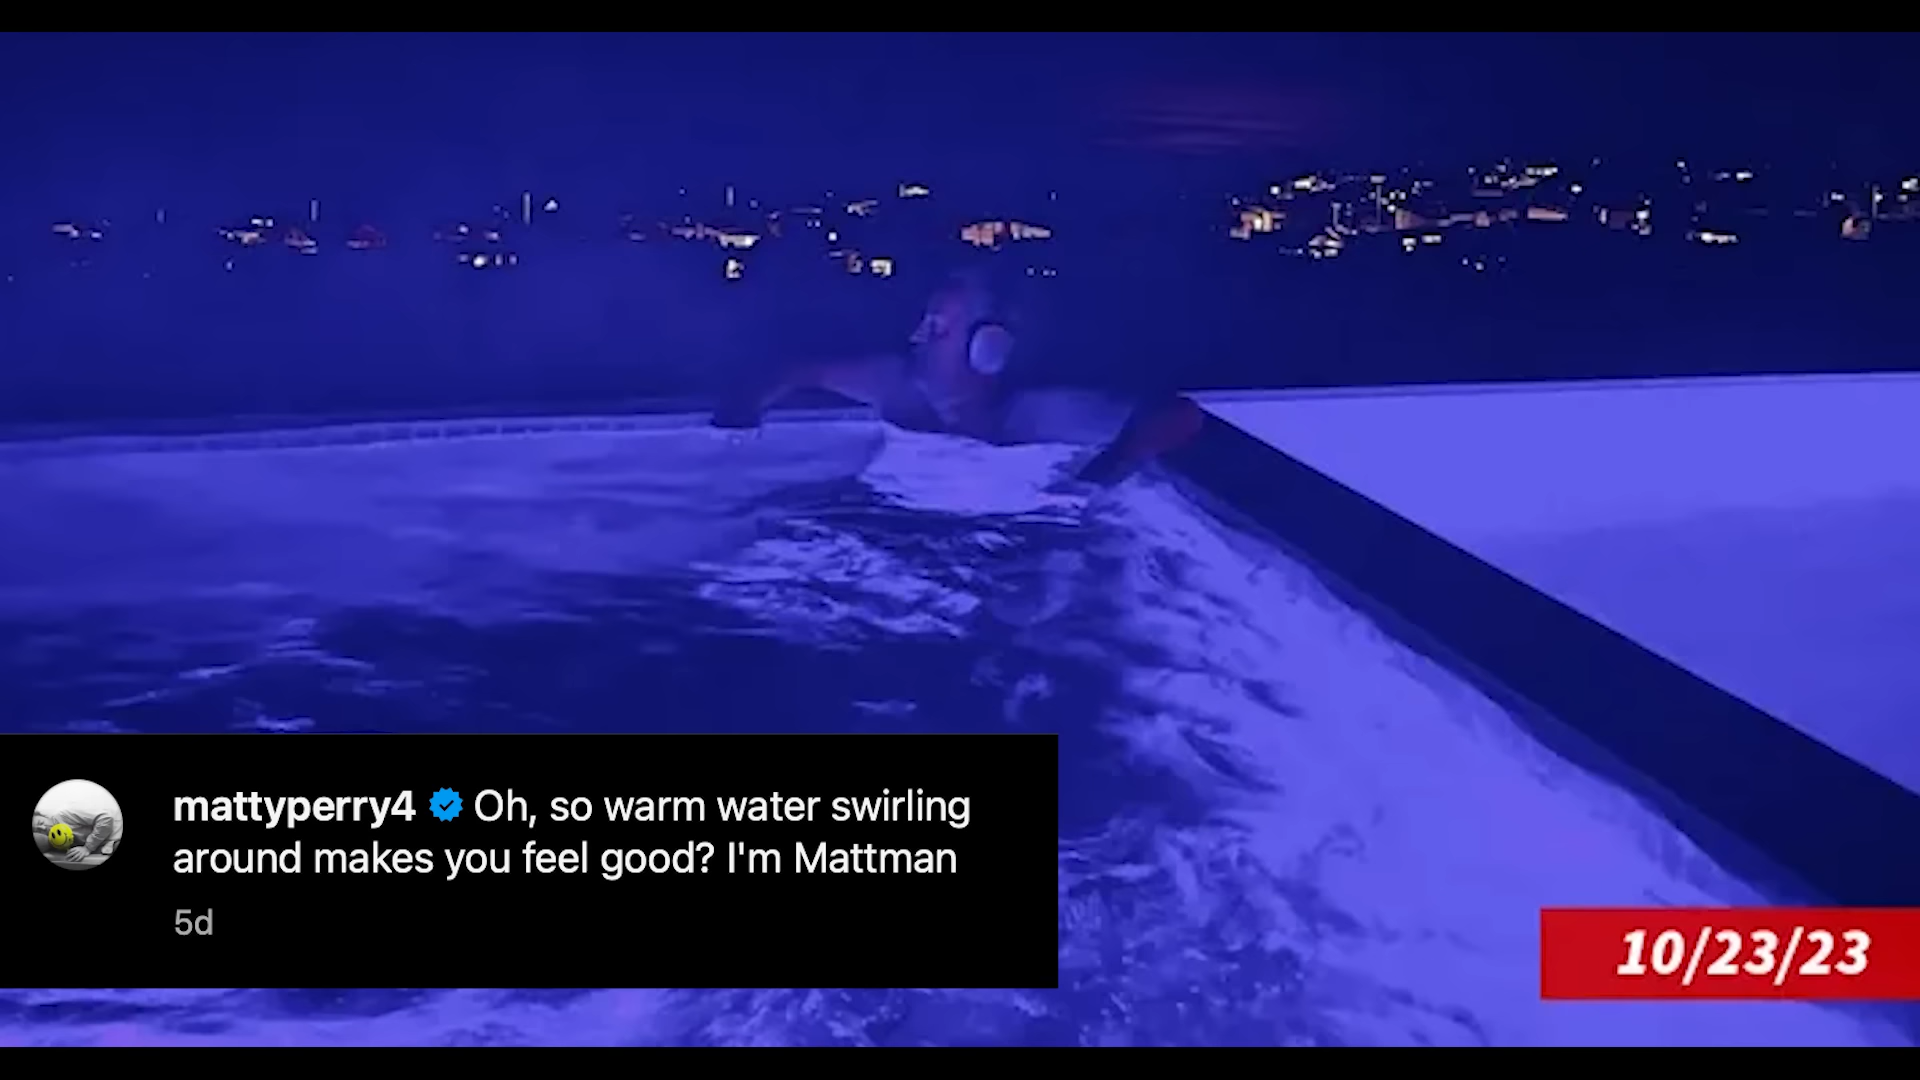 mattyperry4 Oh, so warm water swirling
around makes you feel good? I'm Mattman
5d
10/23/23